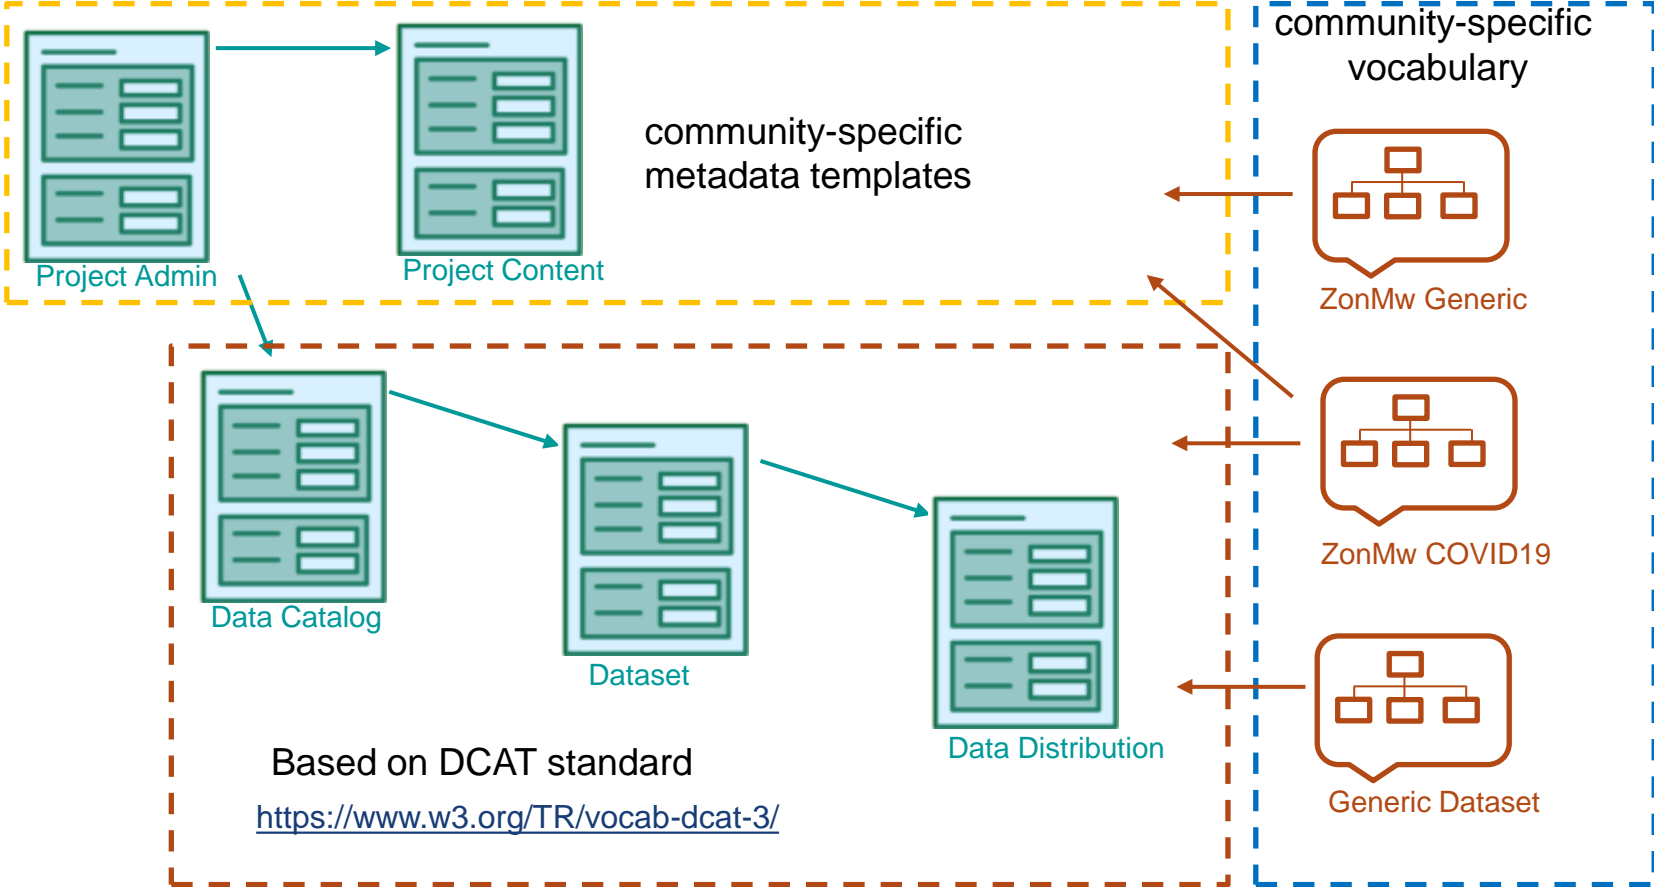 community-specific
vocabulary
community-specific
metadata templates
Project Admin
Project Content
ZonMw Generic
ZonMw COVID19
Data Catalog
Dataset
Data Distribution
Based on DCAT standard
https://www.w3.org/TR/vocab-dcat-3/
Generic Dataset